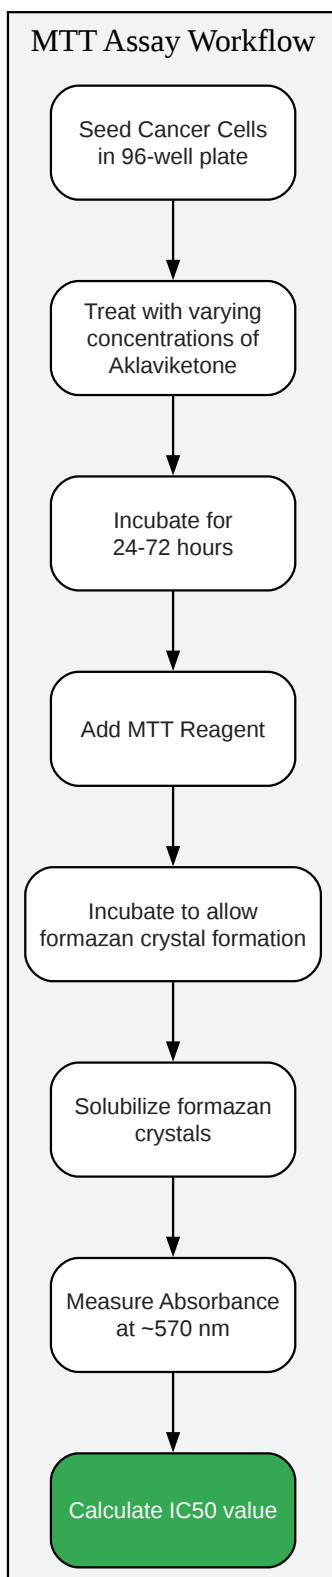 MTT Assay Workflow
Seed Cancer Cells
in 96-well plate
Treat with varying
concentrations of
Aklaviketone
Incubate for
24-72 hours
Add MTT Reagent
Incubate to allow
formazan crystal formation
Solubilize formazan
crystals
Measure Absorbance
at ~570 nm
Calculate IC50 value